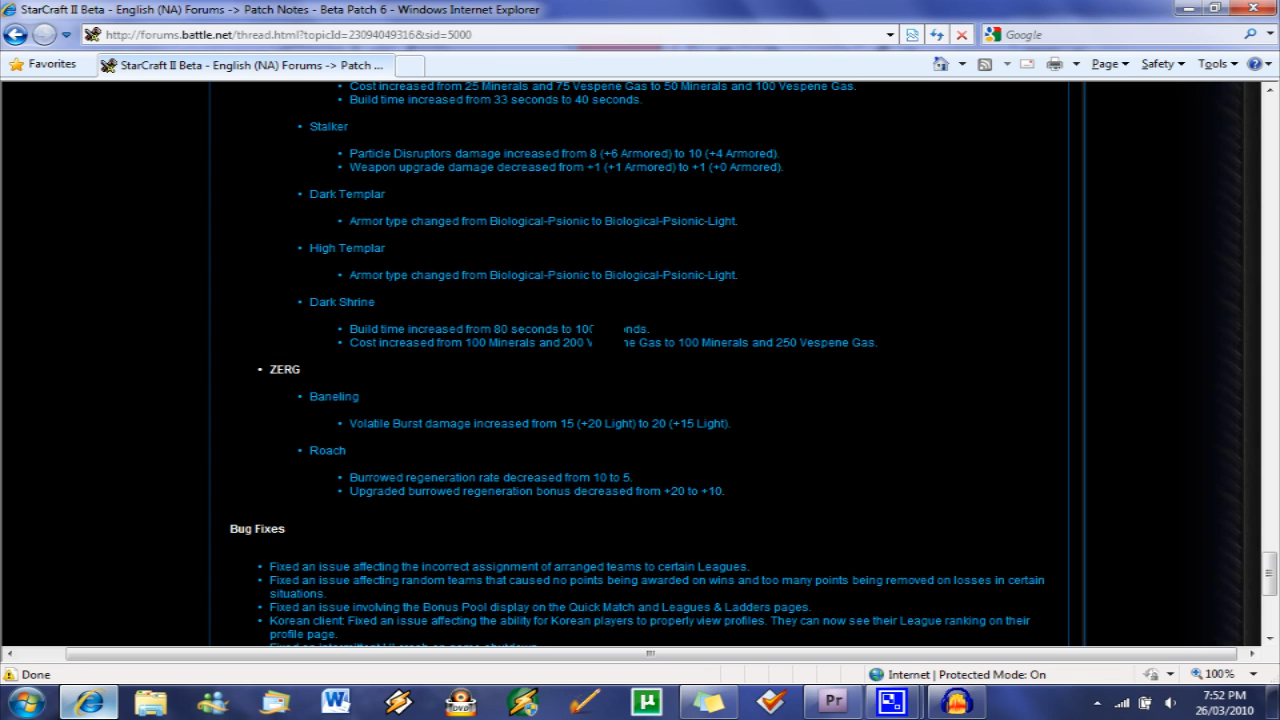 StarCraft II Beta - English (NA) Forums -> Patch Notes - Beta Patch 6 - Windows Internet Explorer
http://forums.battle.net/thread.html?topicId=23094049316&sid=5000
Google
Favorites
StarCraft II Beta - English (NA) Forums -> Patch ...
Page
Safety
Tools
• Cost increased from 25 Minerals and 75 Vespene Gas to 50 Minerals and 100 Vespene Gas.
• Build time increased from 33 seconds to 40 seconds.
• Stalker
• Particle Disruptors damage increased from 8 (+6 Armored) to 10 (+4 Armored).
• Weapon upgrade damage decreased from +1 (+1 Armored) to +1 (+0 Armored).
• Dark Templar
• Armor type changed from Biological-Psionic to Biological-Psionic-Light.
• High Templar
• Armor type changed from Biological-Psionic to Biological-Psionic-Light.
• Dark Shrine
• Build time increased from 80 seconds to 100 nds.
• Cost increased from 100 Minerals and 200 V ne Gas to 100 Minerals and 250 Vespene Gas.
• ZERG
• Baneling
• Volatile Burst damage increased from 15 (+20 Light) to 20 (+15 Light).
• Roach
• Burrowed regeneration rate decreased from 10 to 5.
• Upgraded burrowed regeneration bonus decreased from +20 to +10.
Bug Fixes
• Fixed an issue affecting the incorrect assignment of arranged teams to certain Leagues.
• Fixed an issue affecting random teams that caused no points being awarded on wins and too many points being removed on losses in certain
situations.
• Fixed an issue involving the Bonus Pool display on the Quick Match and Leagues & Ladders pages.
• Korean client: Fixed an issue affecting the ability for Korean players to properly view profiles. They can now see their League ranking on their
profile page.
Done
Internet | Protected Mode: On
100%
W
DVD
µ
Pr
7:52 PM
26/03/2010